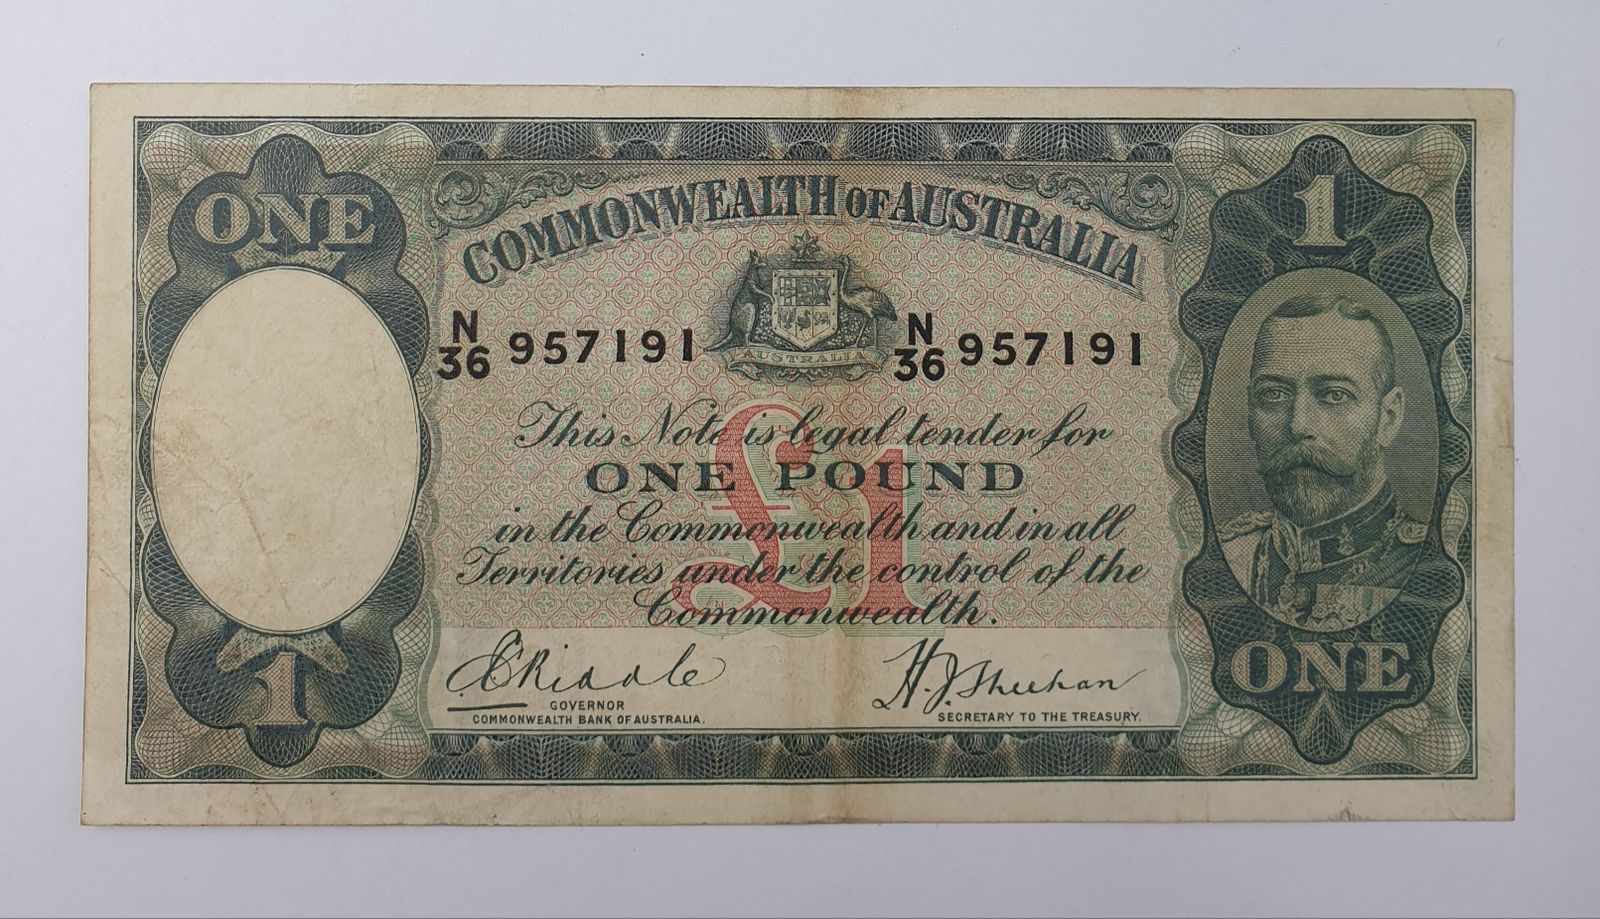 ONE
1
COMMONWEALTH OF AUSTRALIA
N/36 957191
AUSTRALIA
N/36 957191
£1
This Note is legal tender for
ONE POUND
in the Commonwealth and in all
Territories under the control of the
Commonwealth.
E C Riddle
GOVERNOR
COMMONWEALTH BANK OF AUSTRALIA.
H. J. Sheehan
SECRETARY TO THE TREASURY.
1
ONE